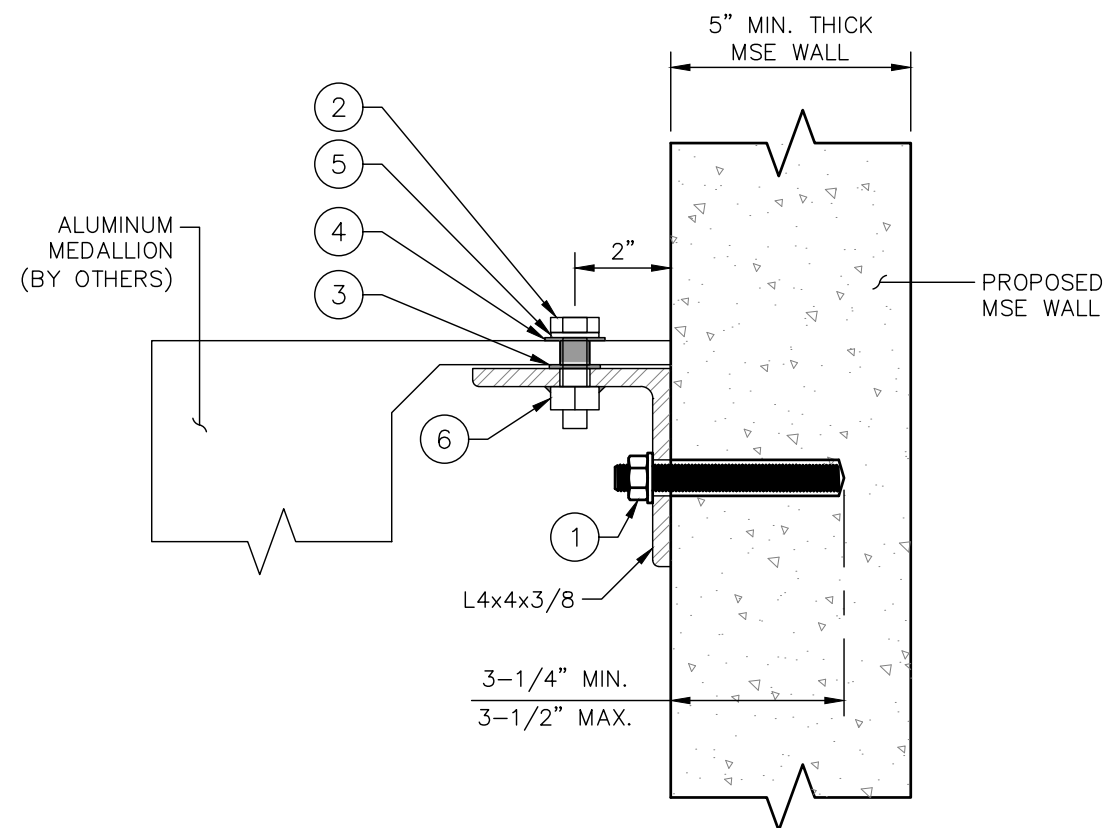 5” MIN. THICK
MSE WALL
2
5
4
3
2”
ALUMINUM
MEDALLION
(BY OTHERS)
PROPOSED
MSE WALL
6
1
L4x4x3/8
3-1/4” MIN.
3-1/2” MAX.